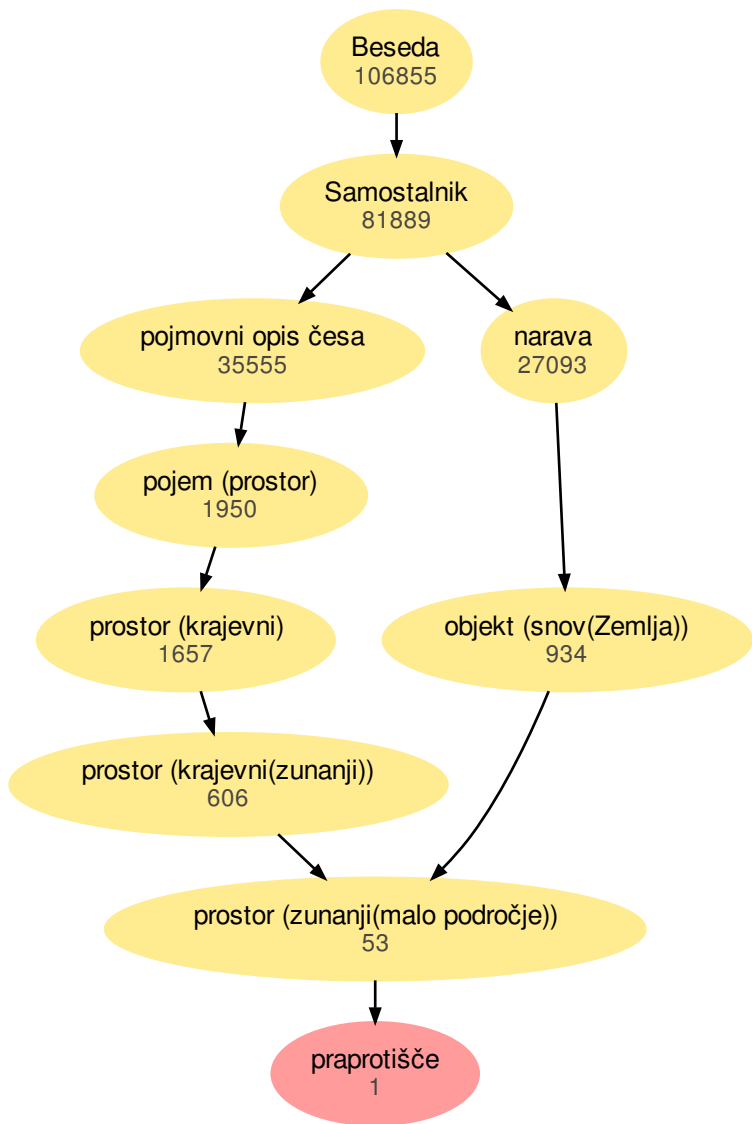 Beseda
106855
Samostalnik
81889
pojmovni opis česa
35555
narava
27093
pojem (prostor)
1950
prostor (krajevni)
1657
objekt (snov(Zemlja))
934
prostor (krajevni(zunanji))
606
prostor (zunanji(malo področje))
53
praprotišče
1